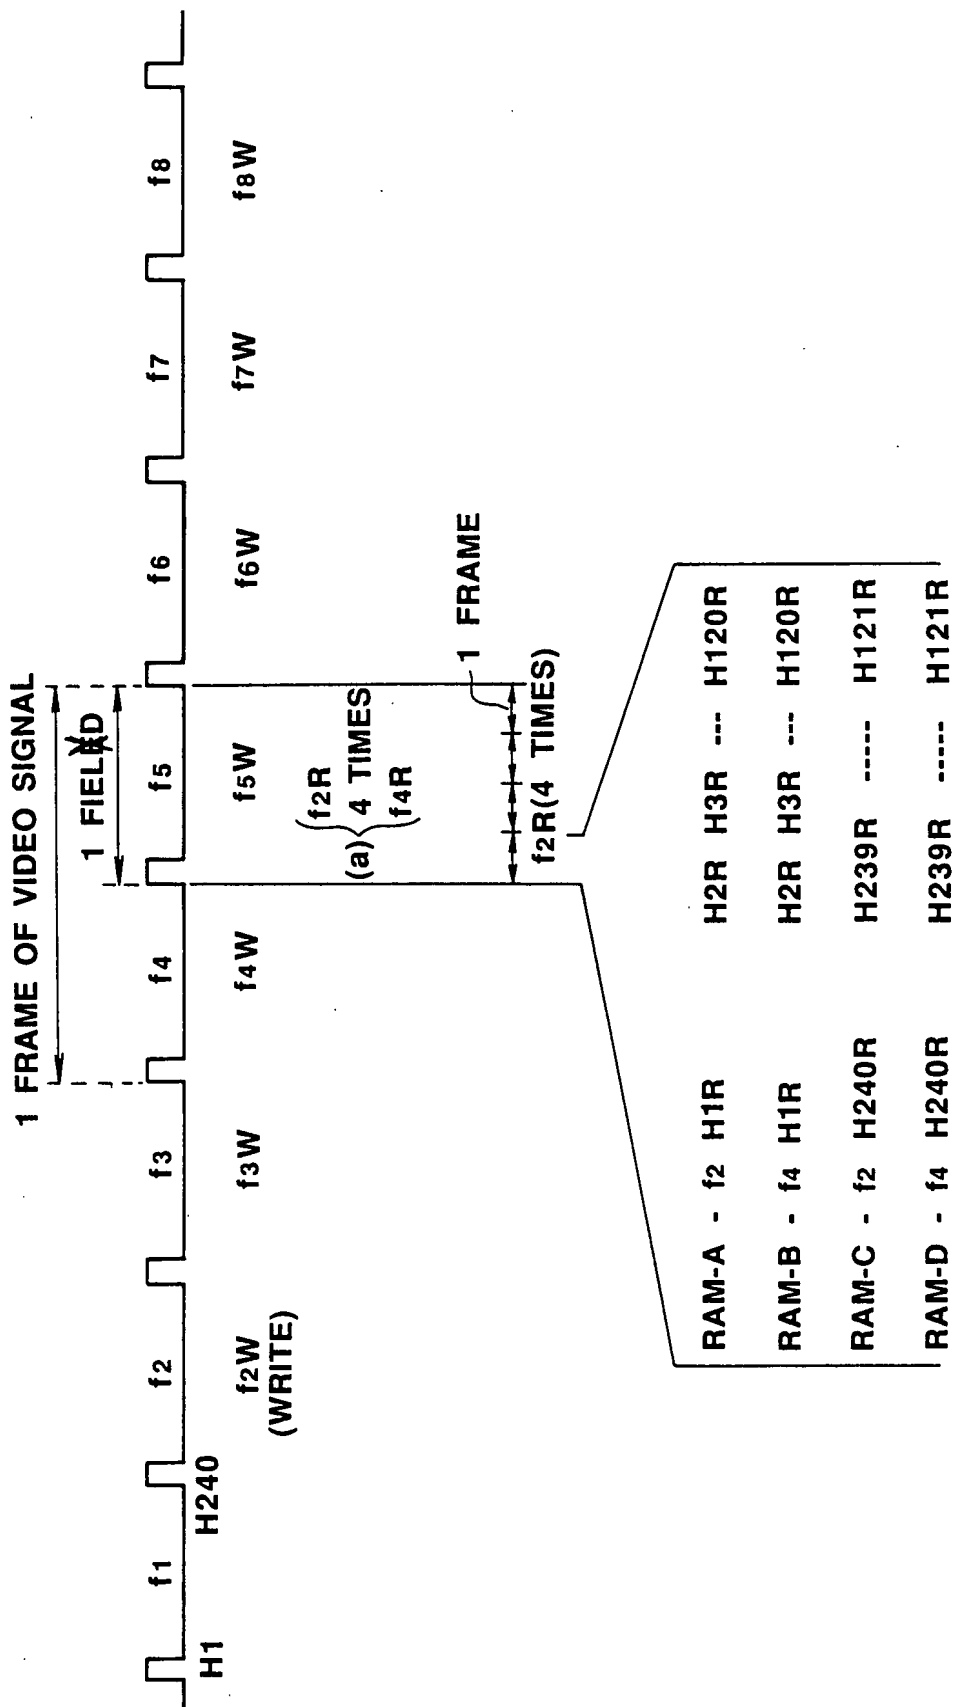 1 FRAME OF VIDEO SIGNAL
1 FIELD
f1 f2 f3 f4 f5 f6 f7 f8
H1 H240
f2W f3W f4W f5W f6W f7W f8W
(WRITE)
f2R
(a) 4 TIMES
f4R
1 FRAME
f2R(4 TIMES)
RAM-A - f2 H1R H2R H3R --- H120R
RAM-B - f4 H1R H2R H3R --- H120R
RAM-C - f2 H240R H239R ----- H121R
RAM-D - f4 H240R H239R ----- H121R